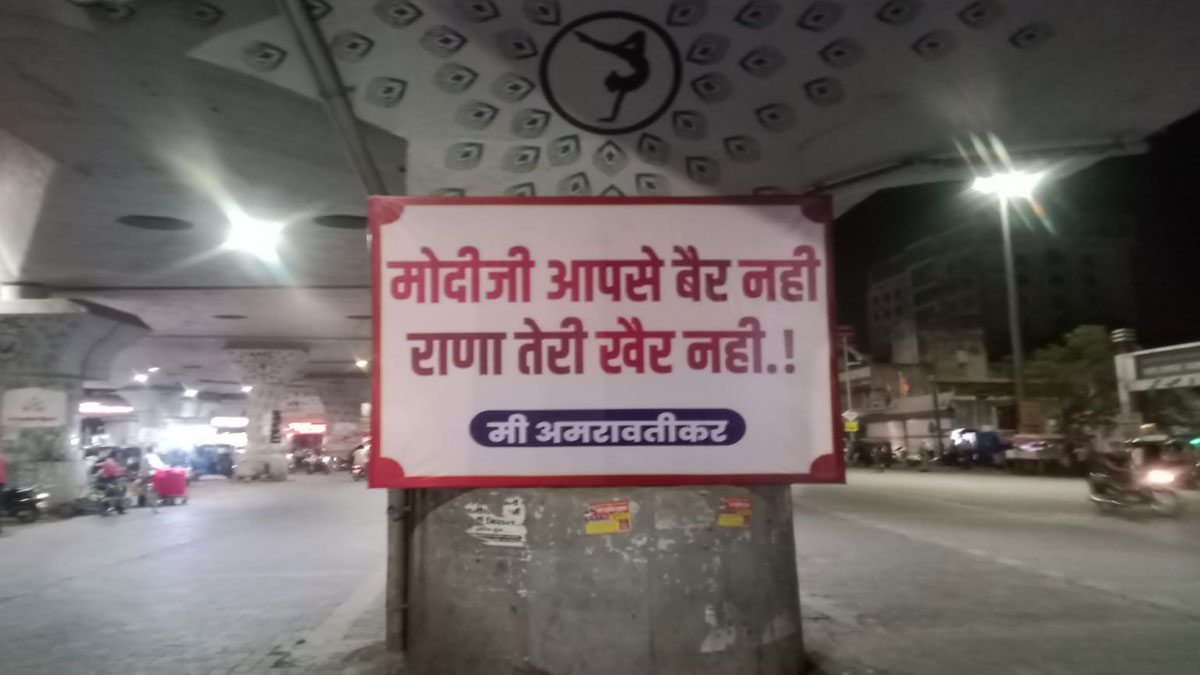 मोदीजी आपसे बैर नही
राणा तेरी खैर नही.!
मी अमरावतीकर